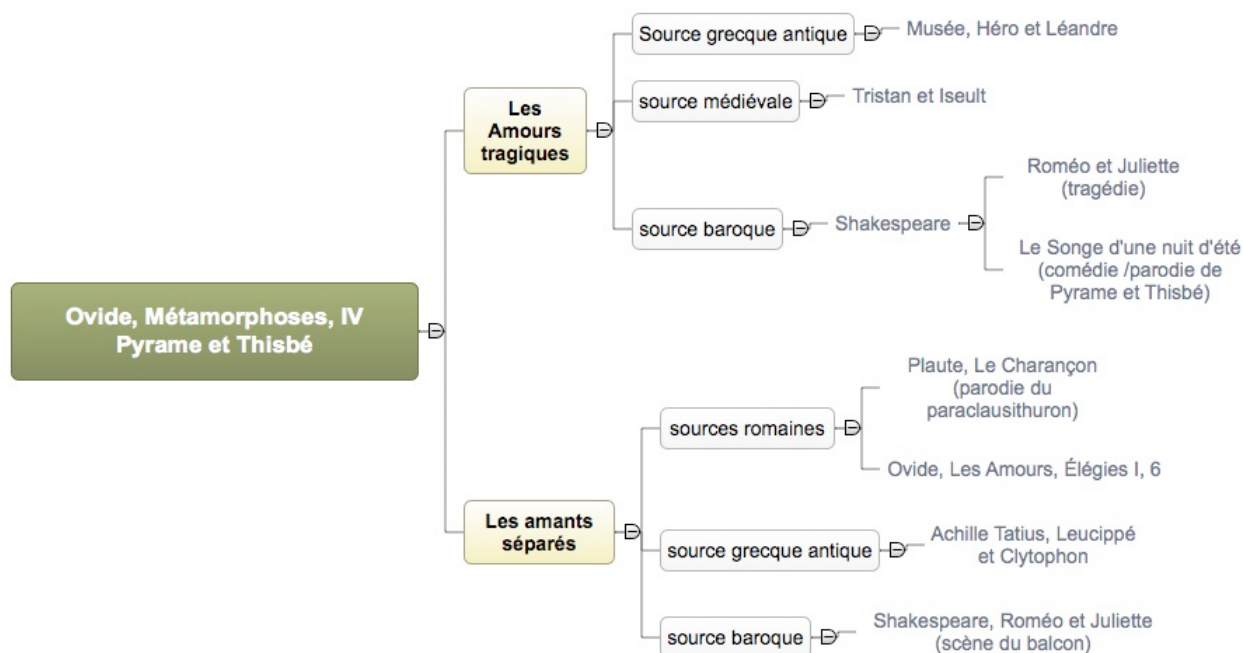 Ovide, Métamorphoses, IV
Pyrame et Thisbé
Les
Amours
tragiques
Source grecque antique
Musée, Héro et Léandre
source médiévale
Tristan et Iseult
source baroque
Shakespeare
Roméo et Juliette
(tragédie)
Le Songe d'une nuit d'été
(comédie /parodie de
Pyrame et Thisbé)
Les amants
séparés
sources romaines
Plaute, Le Charançon
(parodie du
paraclausithuron)
Ovide, Les Amours, Élégies I, 6
source grecque antique
Achille Tatius, Leucippé
et Clytophon
source baroque
Shakespeare, Roméo et Juliette
(scène du balcon)